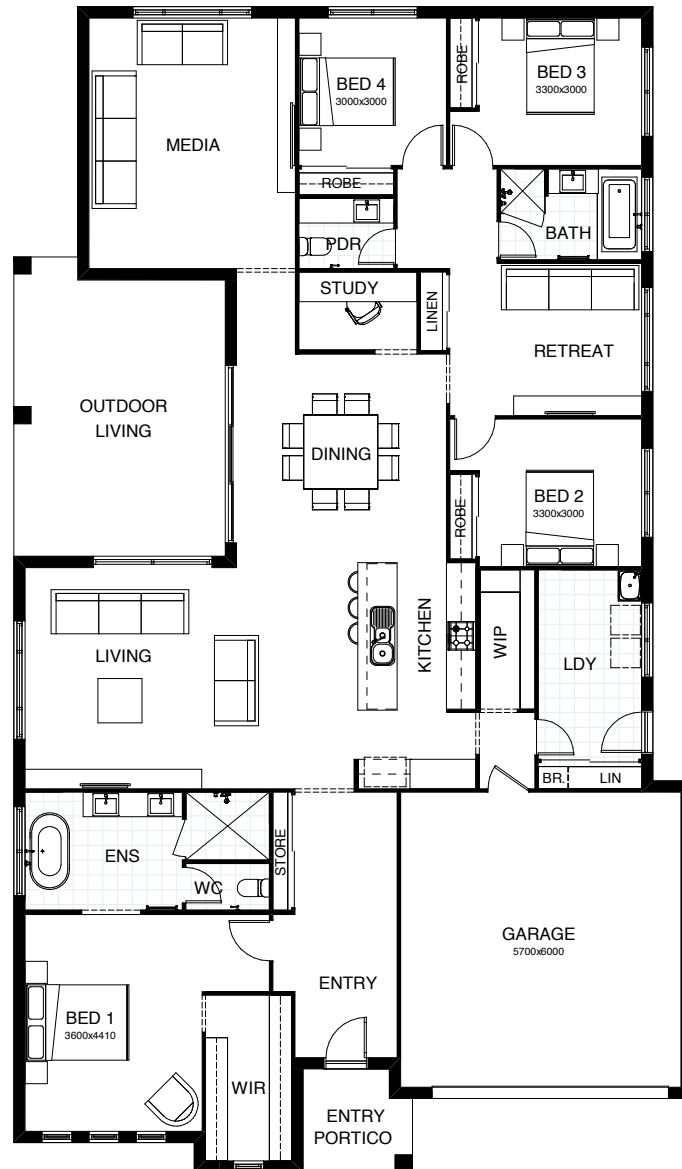 MEDIA
BED 4
3000x3000
ROBE
BED 3
3300x3000
ROBE
PDR
BATH
STUDY
LINEN
RETREAT
OUTDOOR
LIVING
DINING
BED 2
3300x3000
ROBE
LIVING
KITCHEN
WIP
LDY
BR.
LIN
ENS
WC
STORE
GARAGE
5700x6000
ENTRY
BED 1
3600x4410
WIR
ENTRY
PORTICO